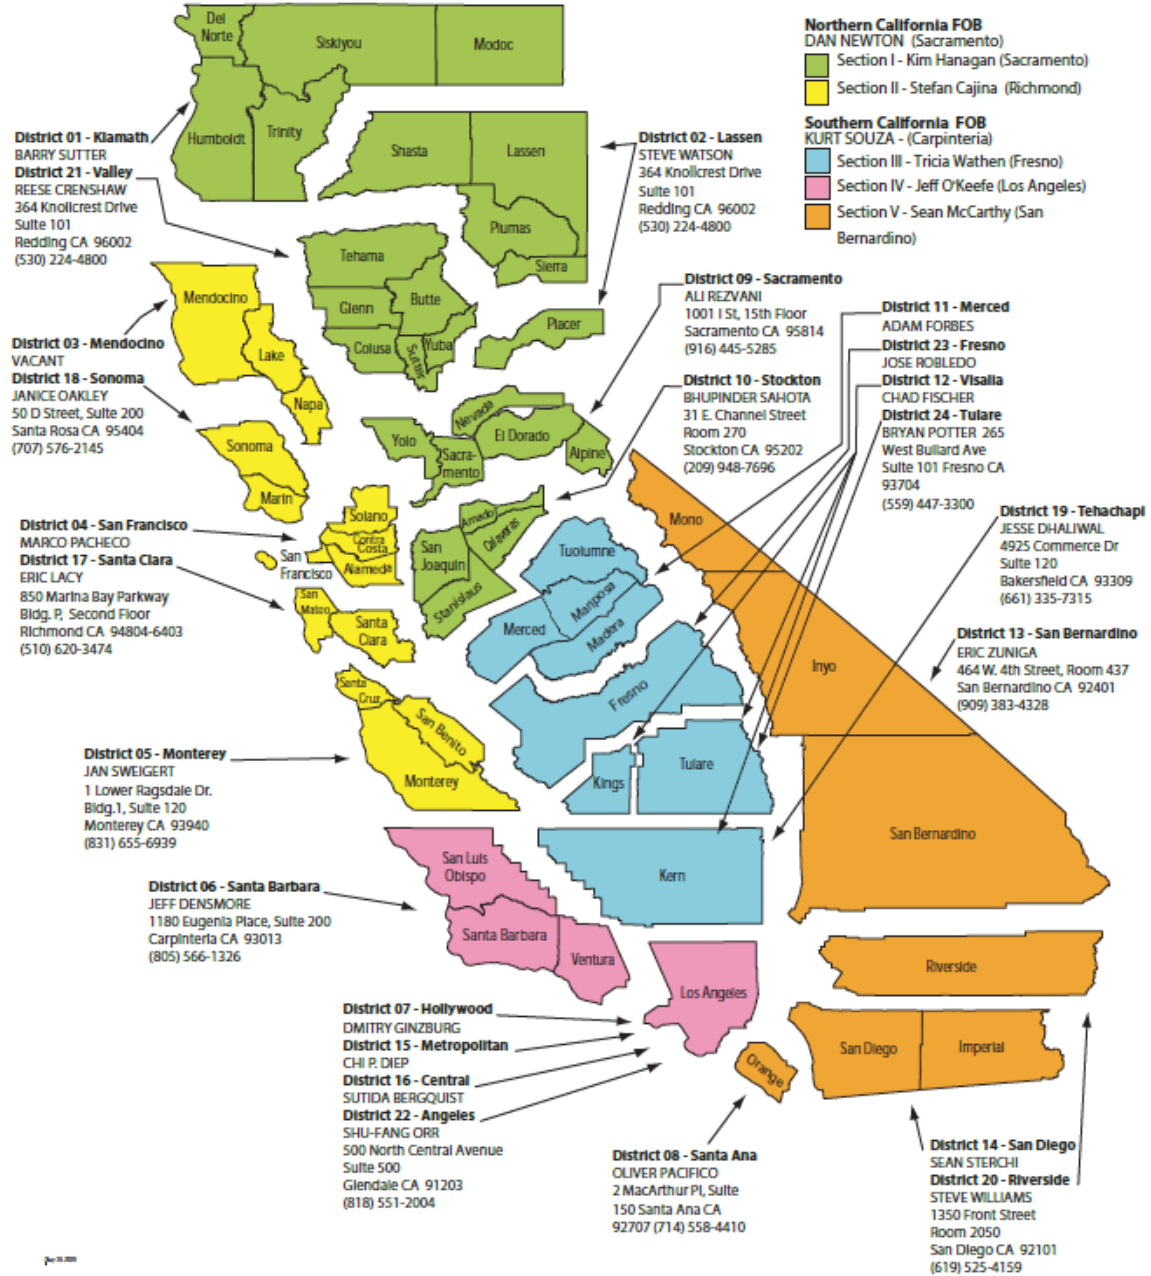 Northern California FOB
DAN NEWTON (Sacramento)
Section I - Kim Hanagan (Sacramento)
Section II - Stefan Cajina (Richmond)
Southern California FOB
KURT SOUZA - (Carpinteria)
Section III - Tricia Wathen (Fresno)
Section IV - Jeff O'Keefe (Los Angeles)
Section V - Sean McCarthy (San
Bernardino)
Del
Norte
Siskiyou
Modoc
Humboldt
Trinity
Shasta
Lassen
Plumas
Sierra
District 01 - Klamath
BARRY SUTTER
District 21 - Valley
REESE CRENSHAW
364 Knollcrest Drive
Suite 101
Redding CA 96002
(530) 224-4800
District 02 - Lassen
STEVE WATSON
364 Knollcrest Drive
Suite 101
Redding CA 96002
(530) 224-4800
Tehama
Glenn
Butte
Colusa
Sutter
Yuba
Placer
Mendocino
Lake
Napa
District 03 - Mendocino
VACANT
District 18 - Sonoma
JANICE OAKLEY
50 D Street, Suite 200
Santa Rosa CA 95404
(707) 576-2145
Sonoma
Marin
District 09 - Sacramento
ALI REZVANI
1001 I St, 15th Floor
Sacramento CA 95814
(916) 445-5285
District 10 - Stockton
BHUPINDER SAHOTA
31 E. Channel Street
Room 270
Stockton CA 95202
(209) 948-7696
District 11 - Merced
ADAM FORBES
District 23 - Fresno
JOSE ROBLEDO
District 12 - Visalia
CHAD FISCHER
District 24 - Tulare
BRYAN POTTER 265
West Bullard Ave
Suite 101 Fresno CA
93704
(559) 447-3300
Nevada
Yolo
Sacra-
mento
El Dorado
Alpine
Amador
Calaveras
San
Joaquin
Stanislaus
Solano
Contra
Costa
Alameda
San
Francisco
San
Mateo
Santa
Clara
District 04 - San Francisco
MARCO PACHECO
District 17 - Santa Clara
ERIC LACY
850 Marina Bay Parkway
Bldg. P, Second Floor
Richmond CA 94804-6403
(510) 620-3474
Tuolumne
Mariposa
Merced
Madera
Fresno
Kings
Tulare
Kern
Mono
Inyo
San Bernardino
District 19 - Tehachapi
JESSE DHALIWAL
4925 Commerce Dr
Suite 120
Bakersfield CA 93309
(661) 335-7315
District 13 - San Bernardino
ERIC ZUNIGA
464 W. 4th Street, Room 437
San Bernardino CA 92401
(909) 383-4328
Santa
Cruz
San Benito
Monterey
District 05 - Monterey
JAN SWEIGERT
1 Lower Ragsdale Dr.
Bldg.1, Suite 120
Monterey CA 93940
(831) 655-6939
San Luis
Obispo
Santa Barbara
Ventura
Los Angeles
District 06 - Santa Barbara
JEFF DENSMORE
1180 Eugenia Place, Suite 200
Carpinteria CA 93013
(805) 566-1326
District 07 - Hollywood
DMITRY GINZBURG
District 15 - Metropolitan
CHI P. DIEP
District 16 - Central
SUTIDA BERGQUIST
District 22 - Angeles
SHU-FANG ORR
500 North Central Avenue
Suite 500
Glendale CA 91203
(818) 551-2004
Riverside
San Diego
Imperial
Orange
District 08 - Santa Ana
OLIVER PACIFICO
2 MacArthur Pl, Suite
150 Santa Ana CA
92707 (714) 558-4410
District 14 - San Diego
SEAN STERCHI
District 20 - Riverside
STEVE WILLIAMS
1350 Front Street
Room 2050
San Diego CA 92101
(619) 525-4159